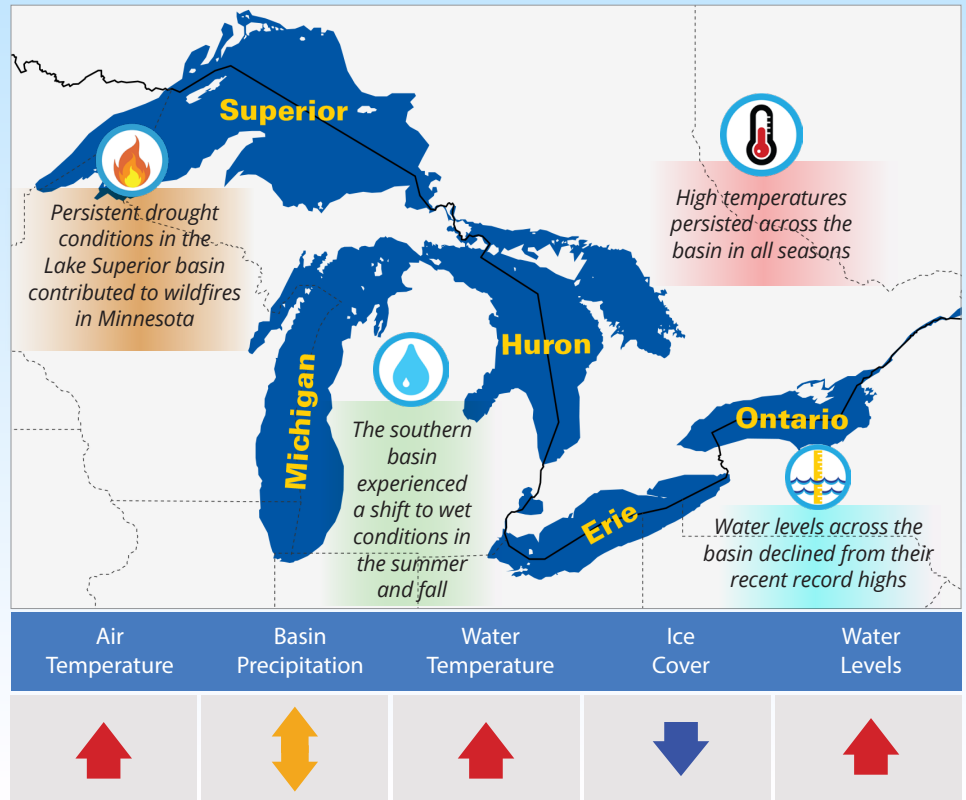 Superior
Persistent drought
conditions in the
Lake Superior basin
contributed to wildfires
in Minnesota
High temperatures
persisted across the
basin in all seasons
Michigan
Huron
The southern
basin
experienced
a shift to wet
conditions in
the summer
and fall
Ontario
Erie
Water levels across the
basin declined from their
recent record highs
Air
Temperature
Basin
Precipitation
Water
Temperature
Ice
Cover
Water
Levels